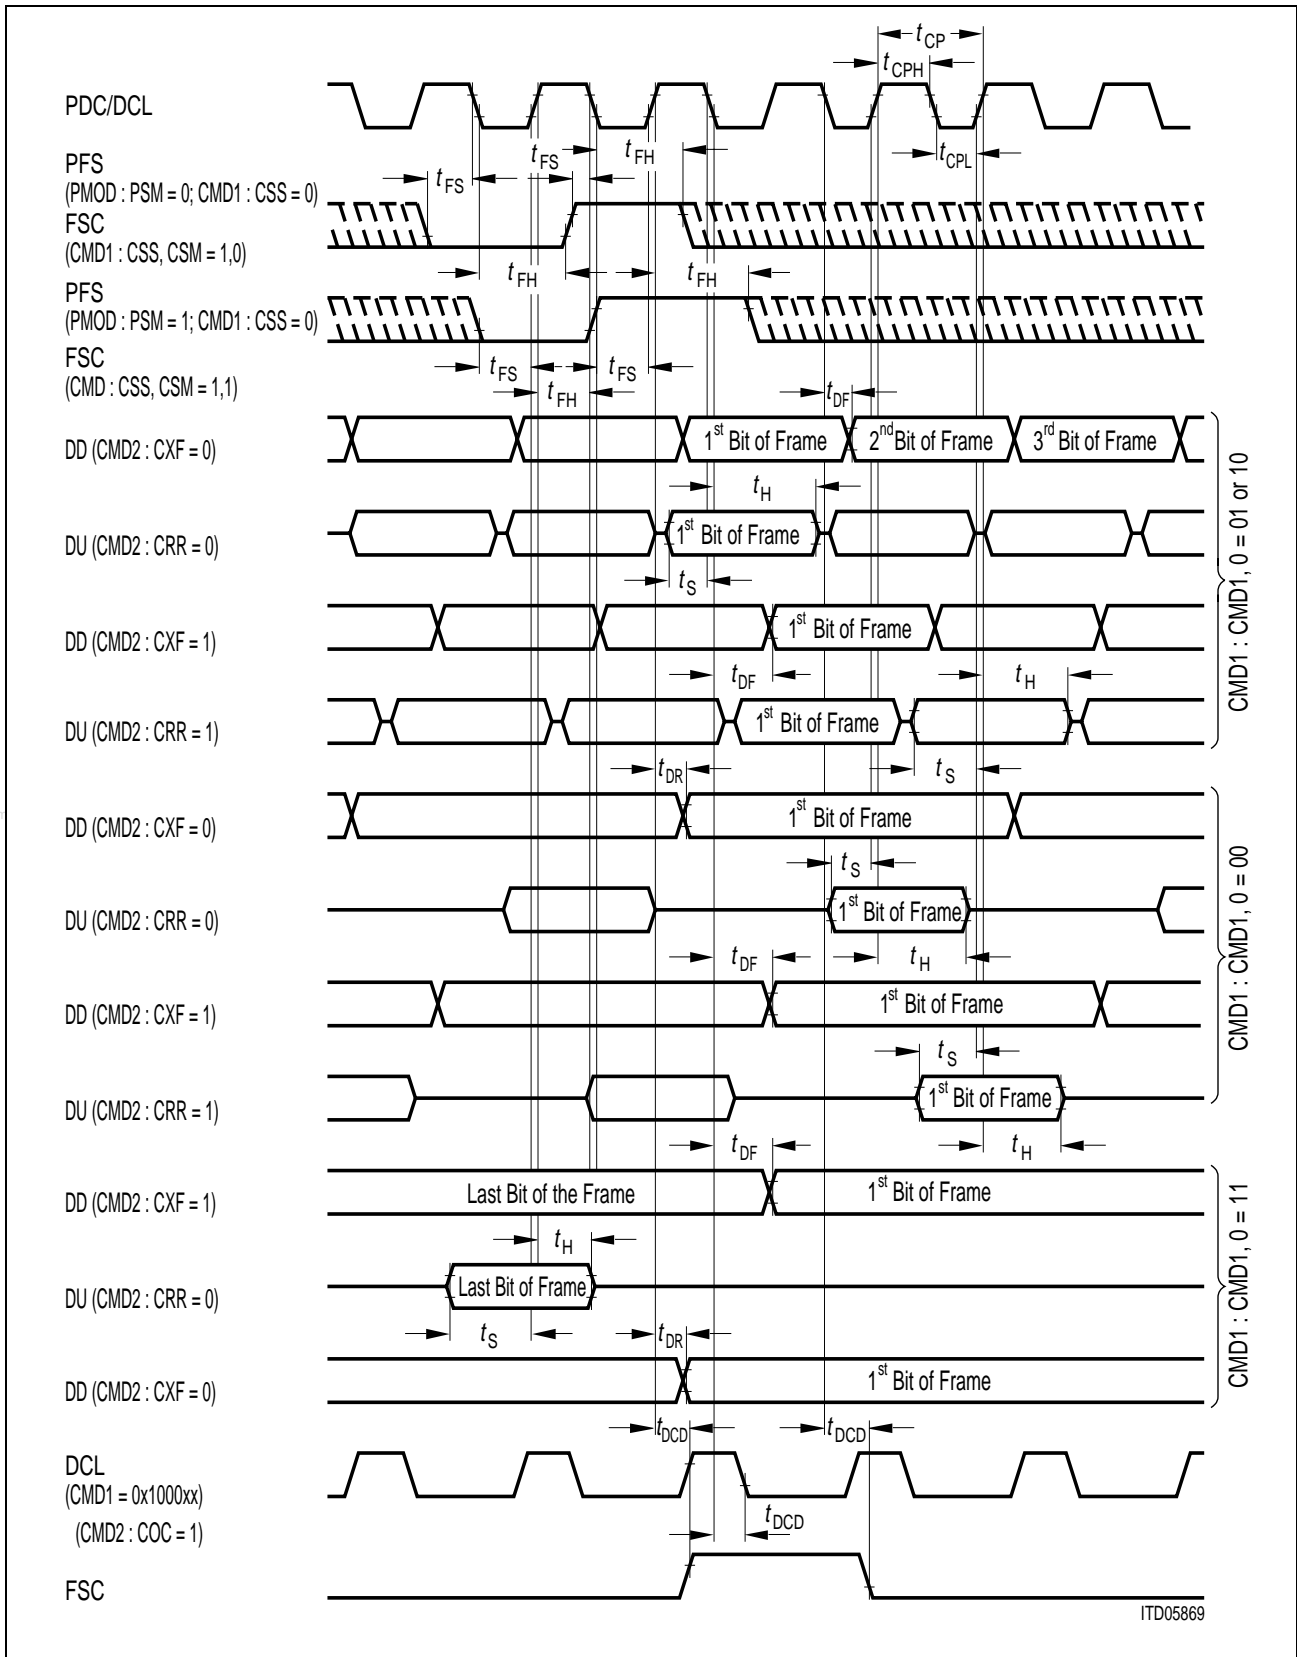 tCP
tCPH
PDC/DCL
tCPL
PFS
tFS
tFH
tFS
(PMOD : PSM = 0; CMD1 : CSS = 0)
FSC
(CMD1 : CSS, CSM = 1,0)
tFH
tFH
PFS
(PMOD : PSM = 1; CMD1 : CSS = 0)
FSC
tFS
tFS
(CMD : CSS, CSM = 1,1)
tFH
tDF
DD (CMD2 : CXF = 0)
1st Bit of Frame
2nd Bit of Frame
3rd Bit of Frame
tH
DU (CMD2 : CRR = 0)
1st Bit of Frame
tS
DD (CMD2 : CXF = 1)
1st Bit of Frame
tDF
tH
DU (CMD2 : CRR = 1)
1st Bit of Frame
CMD1 : CMD1, 0 = 01 or 10
tDR
tS
DD (CMD2 : CXF = 0)
1st Bit of Frame
tS
DU (CMD2 : CRR = 0)
1st Bit of Frame
tDF
tH
DD (CMD2 : CXF = 1)
1st Bit of Frame
tS
DU (CMD2 : CRR = 1)
1st Bit of Frame
CMD1 : CMD1, 0 = 00
tDF
tH
DD (CMD2 : CXF = 1)
Last Bit of the Frame
1st Bit of Frame
tH
DU (CMD2 : CRR = 0)
Last Bit of Frame
tS
tDR
DD (CMD2 : CXF = 0)
1st Bit of Frame
CMD1 : CMD1, 0 = 11
tDCD
tDCD
DCL
(CMD1 = 0x1000xx)
(CMD2 : COC = 1)
tDCD
FSC
ITD05869